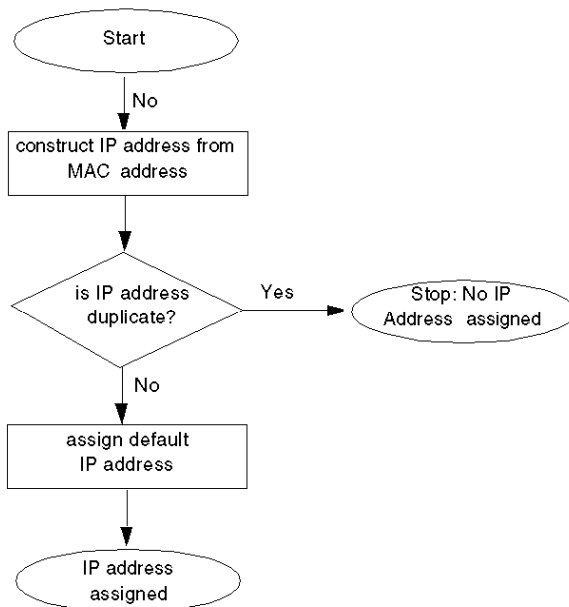 Start
No
construct IP address from
MAC address
is IP address
duplicate?
Yes
Stop: No IP
Address assigned
No
assign default
IP address
IP address
assigned